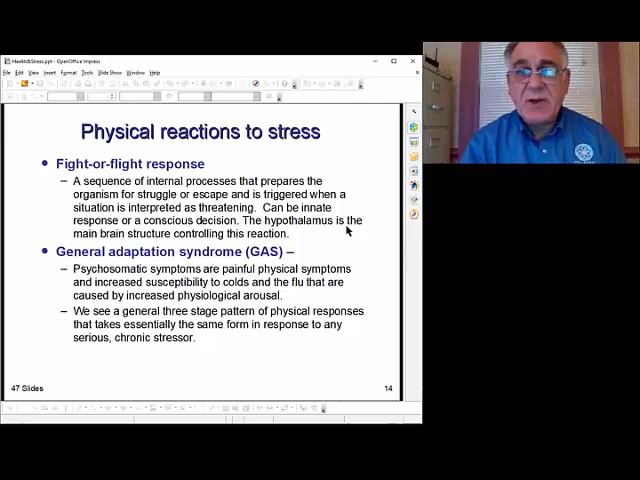 Health&Stress.ppt - OpenOffice Impress
File Edit View Insert Format Tools Slide Show Window Help
Physical reactions to stress
• Fight-or-flight response
– A sequence of internal processes that prepares the
organism for struggle or escape and is triggered when a
situation is interpreted as threatening. Can be innate
response or a conscious decision. The hypothalamus is the
main brain structure controlling this reaction.
• General adaptation syndrome (GAS) –
– Psychosomatic symptoms are painful physical symptoms
and increased susceptibility to colds and the flu that are
caused by increased physiological arousal.
– We see a general three stage pattern of physical responses
that takes essentially the same form in response to any
serious, chronic stressor.
47 Slides
14